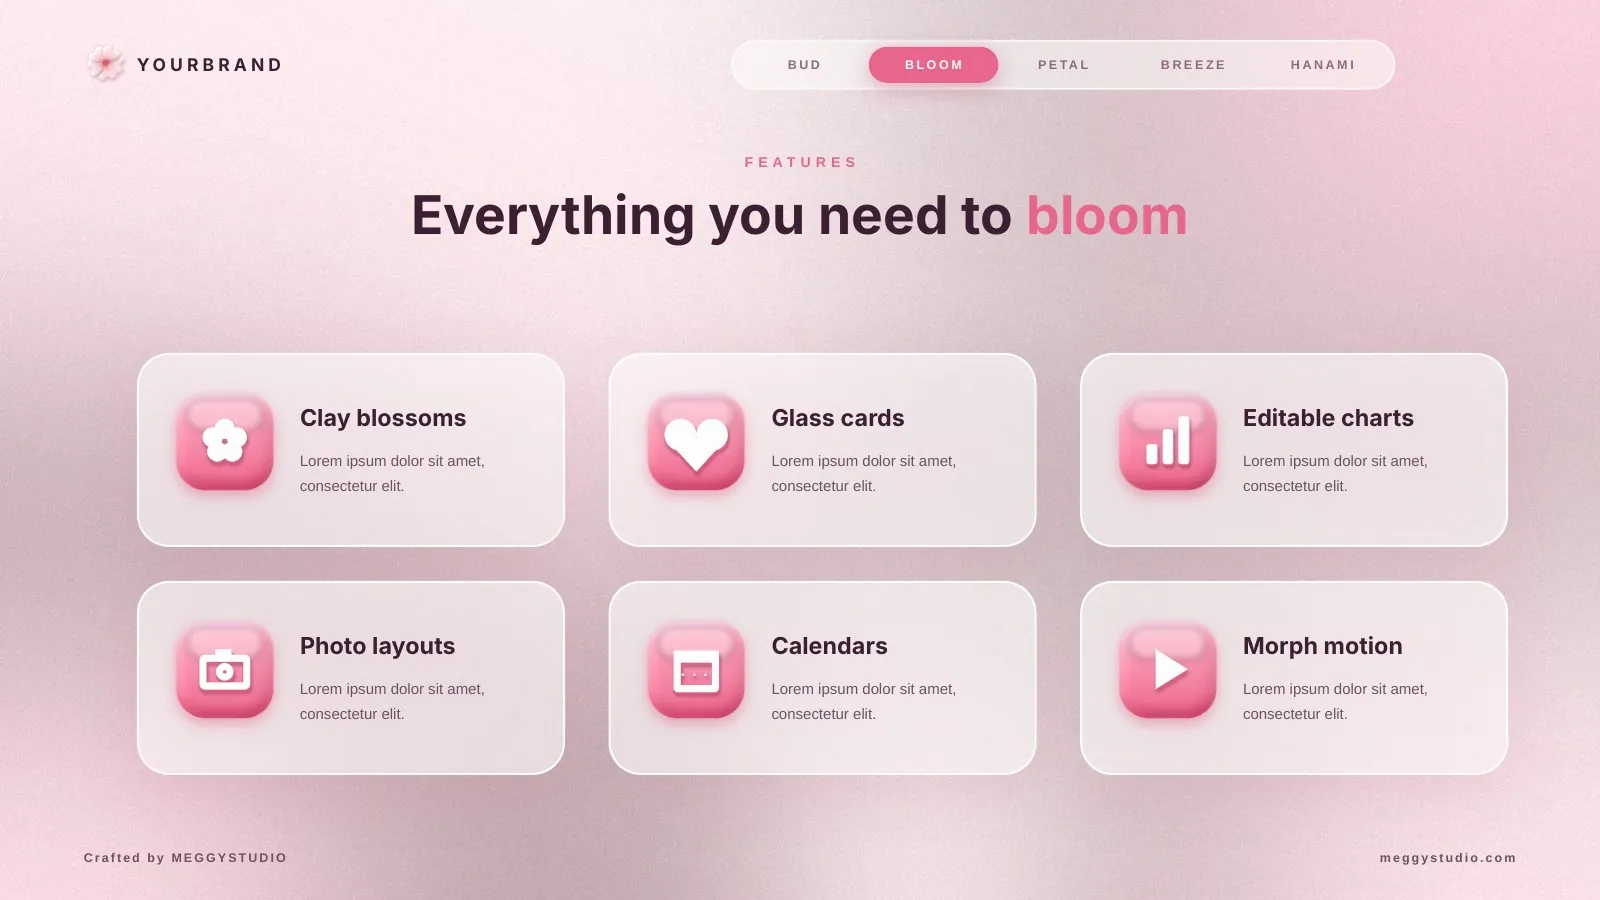 YOURBRAND
BUD
BLOOM
PETAL
BREEZE
HANAMI
FEATURES
Everything you need to bloom
Clay blossoms
Lorem ipsum dolor sit amet,
consectetur elit.
Glass cards
Lorem ipsum dolor sit amet,
consectetur elit.
Editable charts
Lorem ipsum dolor sit amet,
consectetur elit.
Photo layouts
Lorem ipsum dolor sit amet,
consectetur elit.
Calendars
Lorem ipsum dolor sit amet,
consectetur elit.
Morph motion
Lorem ipsum dolor sit amet,
consectetur elit.
Crafted by MEGGYSTUDIO
meggystudio.com